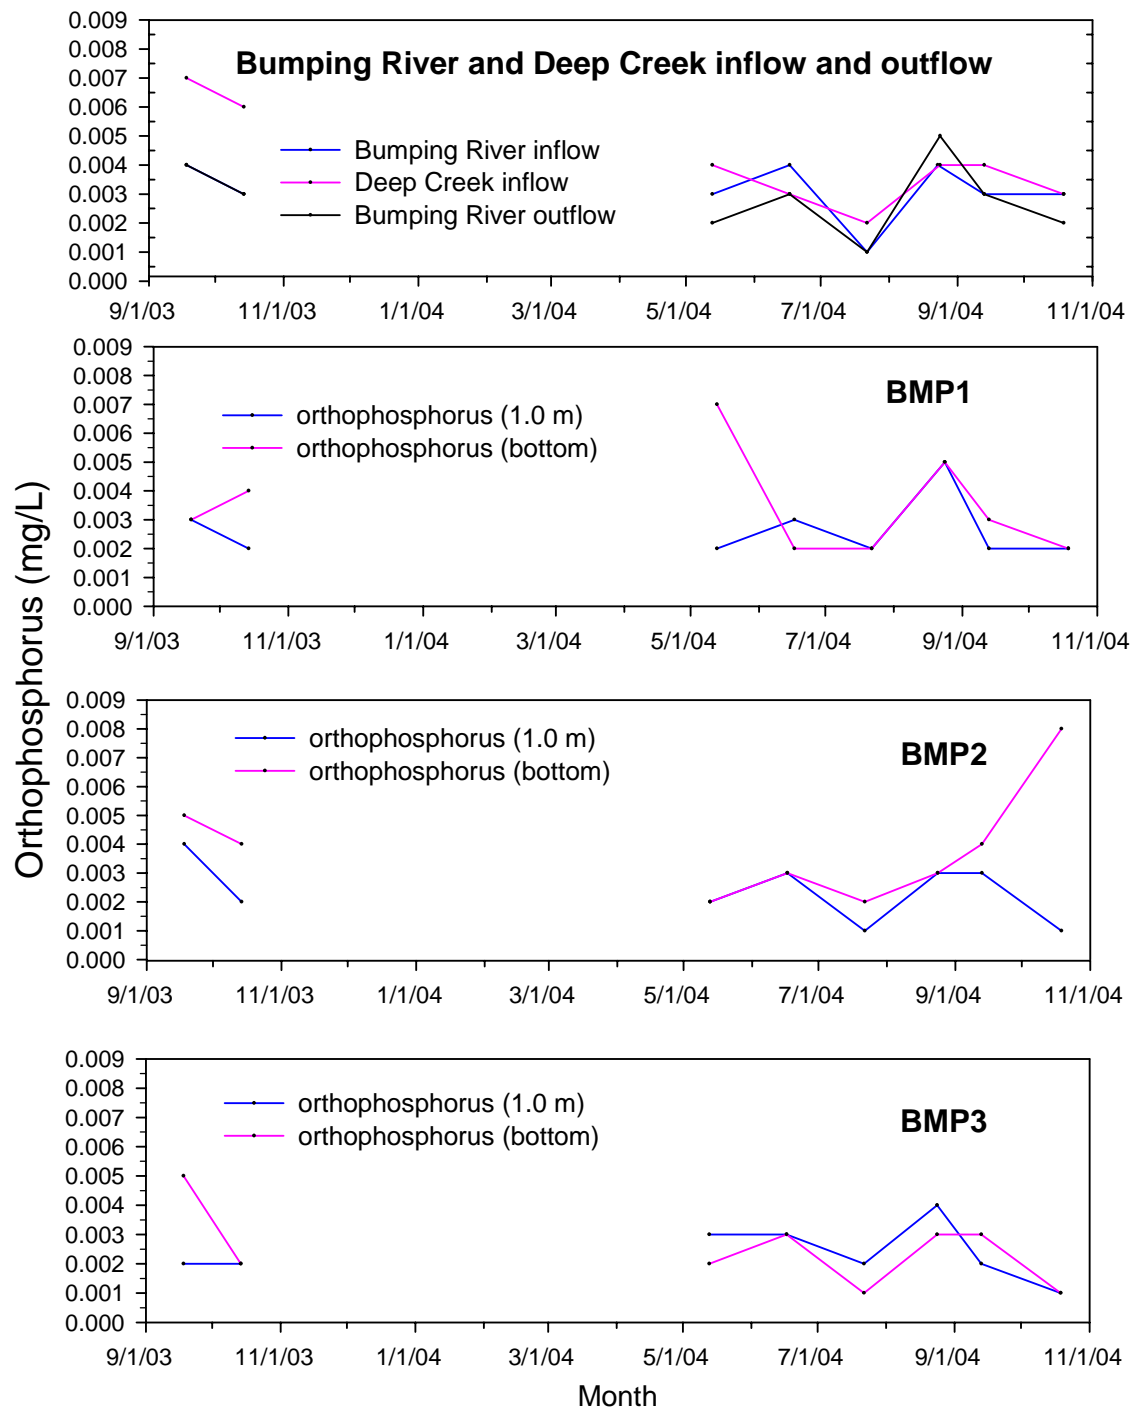 Orthophosphorus (mg/L)
Bumping River and Deep Creek inflow and outflow
Bumping River inflow
Deep Creek inflow
Bumping River outflow
0.009
0.008
0.007
0.006
0.005
0.004
0.003
0.002
0.001
0.000
9/1/03 11/1/03 1/1/04 3/1/04 5/1/04 7/1/04 9/1/04 11/1/04
BMP1
orthophosphorus (1.0 m)
orthophosphorus (bottom)
0.009
0.008
0.007
0.006
0.005
0.004
0.003
0.002
0.001
0.000
9/1/03 11/1/03 1/1/04 3/1/04 5/1/04 7/1/04 9/1/04 11/1/04
BMP2
orthophosphorus (1.0 m)
orthophosphorus (bottom)
0.009
0.008
0.007
0.006
0.005
0.004
0.003
0.002
0.001
0.000
9/1/03 11/1/03 1/1/04 3/1/04 5/1/04 7/1/04 9/1/04 11/1/04
BMP3
orthophosphorus (1.0 m)
orthophosphorus (bottom)
0.009
0.008
0.007
0.006
0.005
0.004
0.003
0.002
0.001
0.000
9/1/03 11/1/03 1/1/04 3/1/04 5/1/04 7/1/04 9/1/04 11/1/04
Month